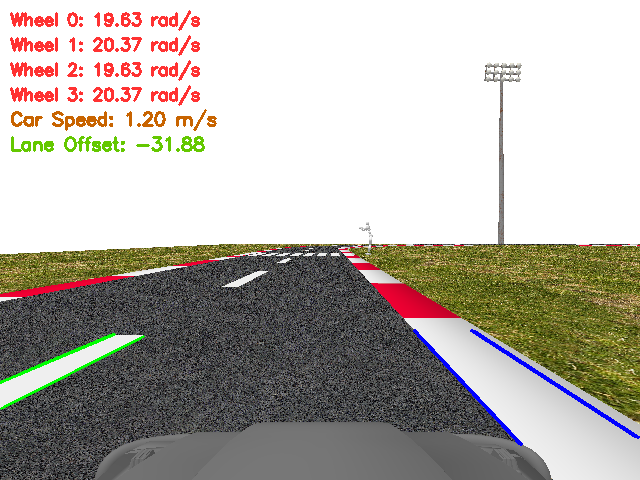 Wheel 0: 19.63 rad/s
Wheel 1: 20.37 rad/s
Wheel 2: 19.63 rad/s
Wheel 3: 20.37 rad/s
Car Speed: 1.20 m/s
Lane Offset: -31.88